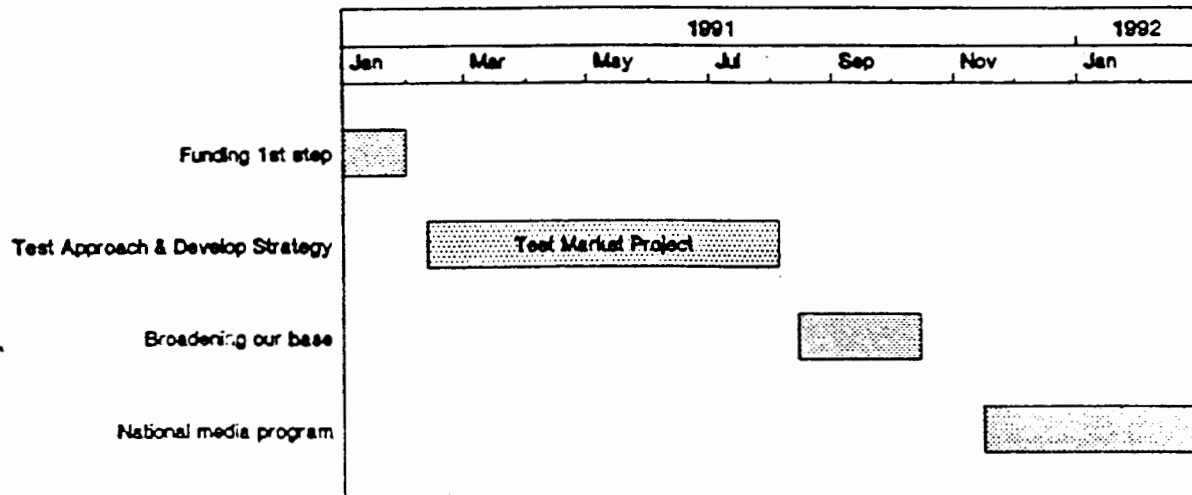 1991 1992
Jan Mar May Jul Sep Nov Jan
Funding 1st step
Test Approach & Develop Strategy
Test Market Project
Broadening our base
National media program